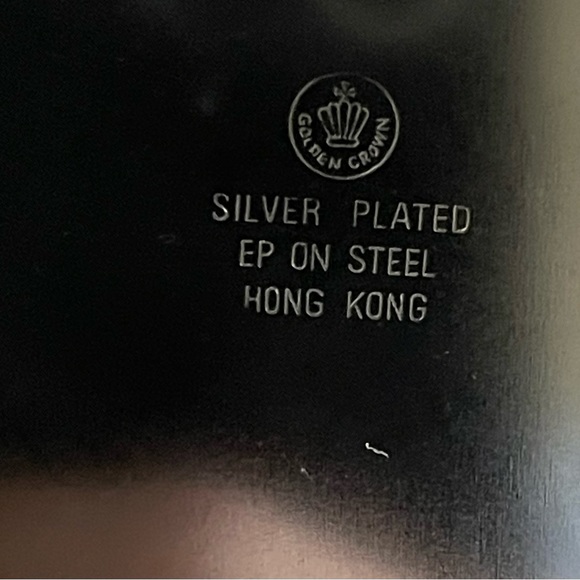 GOLDEN CROWN
SILVER PLATED
EP ON STEEL
HONG KONG